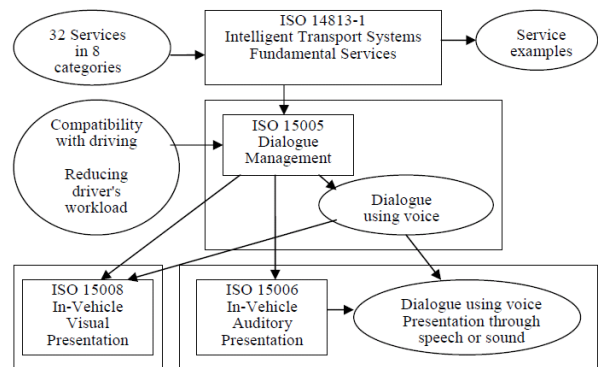 32 Services
in 8
categories
ISO 14813-1
Intelligent Transport Systems
Fundamental Services
Service
examples
Compatibility
with driving
Reducing
driver's
workload
ISO 15005
Dialogue
Management
Dialogue
using voice
ISO 15008
In-Vehicle
Visual
Presentation
ISO 15006
In-Vehicle
Auditory
Presentation
Dialogue using voice
Presentation through
speech or sound